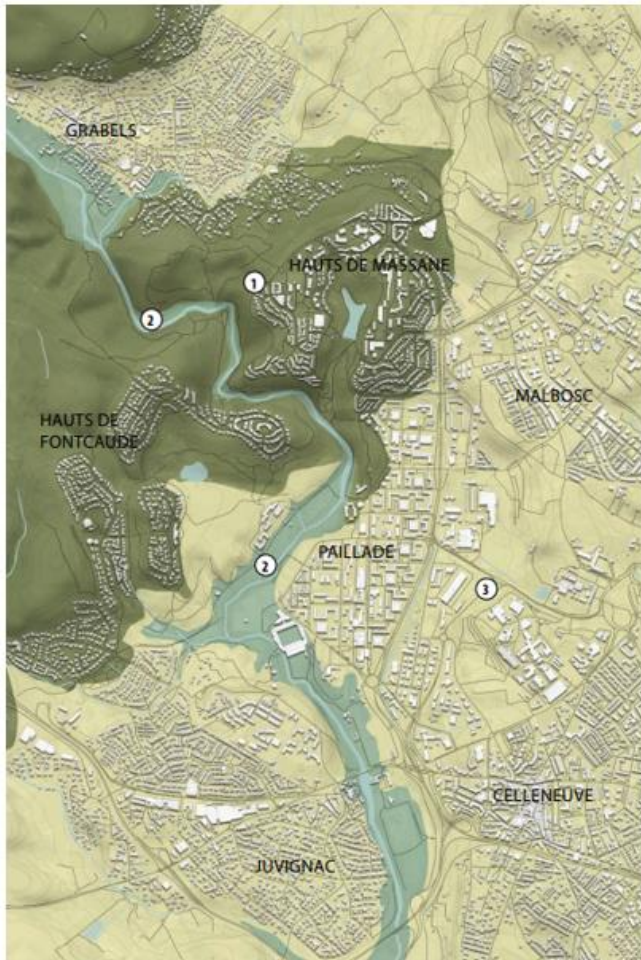 GRABELS
1
HAUTS DE MASSANE
2
MALBOSC
HAUTS DE
FONTCAUDE
PAILLADE
2
3
CELLENEUVE
JUVIGNAC